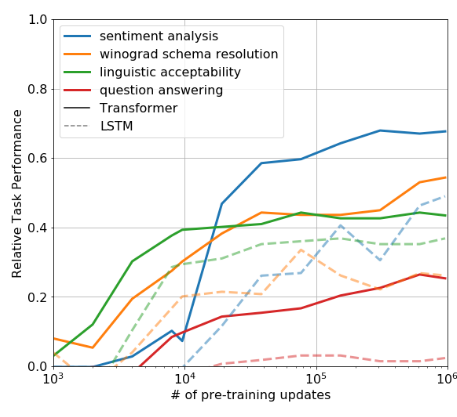 1.0
0.8
0.6
0.4
0.2
0.0
Relative Task Performance
sentiment analysis
winograd schema resolution
linguistic acceptability
question answering
Transformer
LSTM
10³ 10⁴ 10⁵ 10⁶
# of pre-training updates